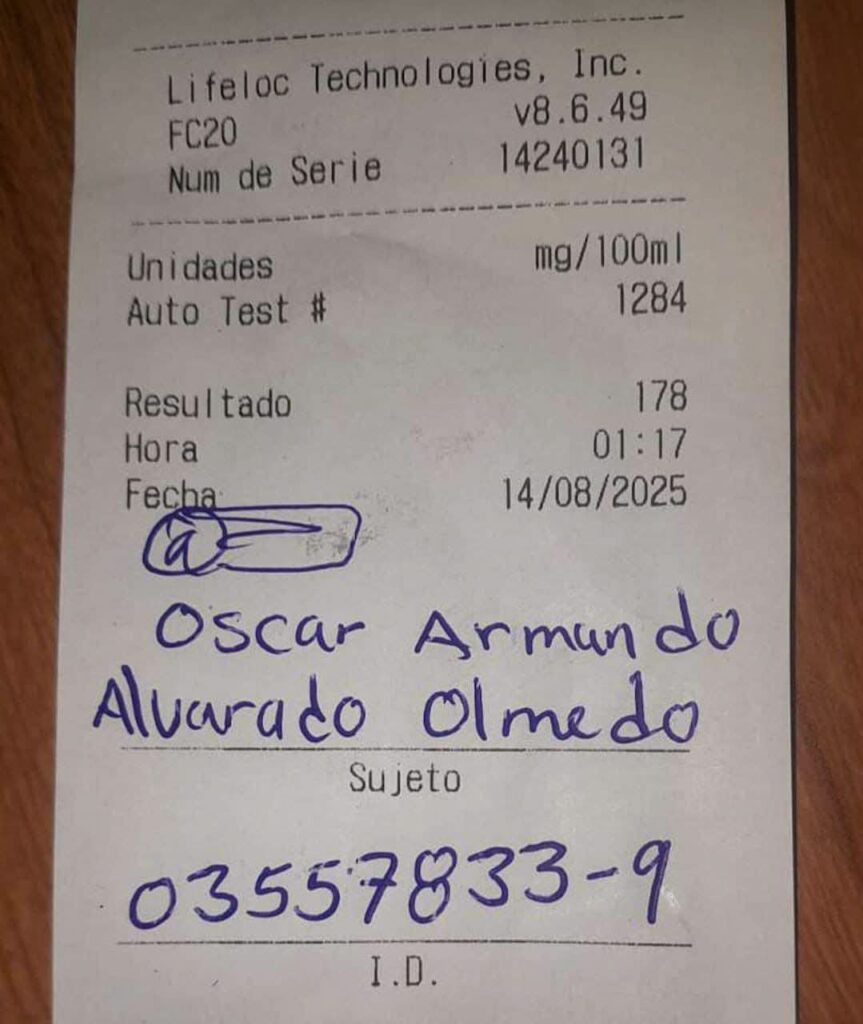 Lifeloc Technologies, Inc.
FC20 v8.6.49
Num de Serie 14240131
Unidades mg/100ml
Auto Test # 1284
Resultado 178
Hora 01:17
Fecha 14/08/2025
Oscar Armando
Alvarado Olmedo
Sujeto
03557833-9
I.D.